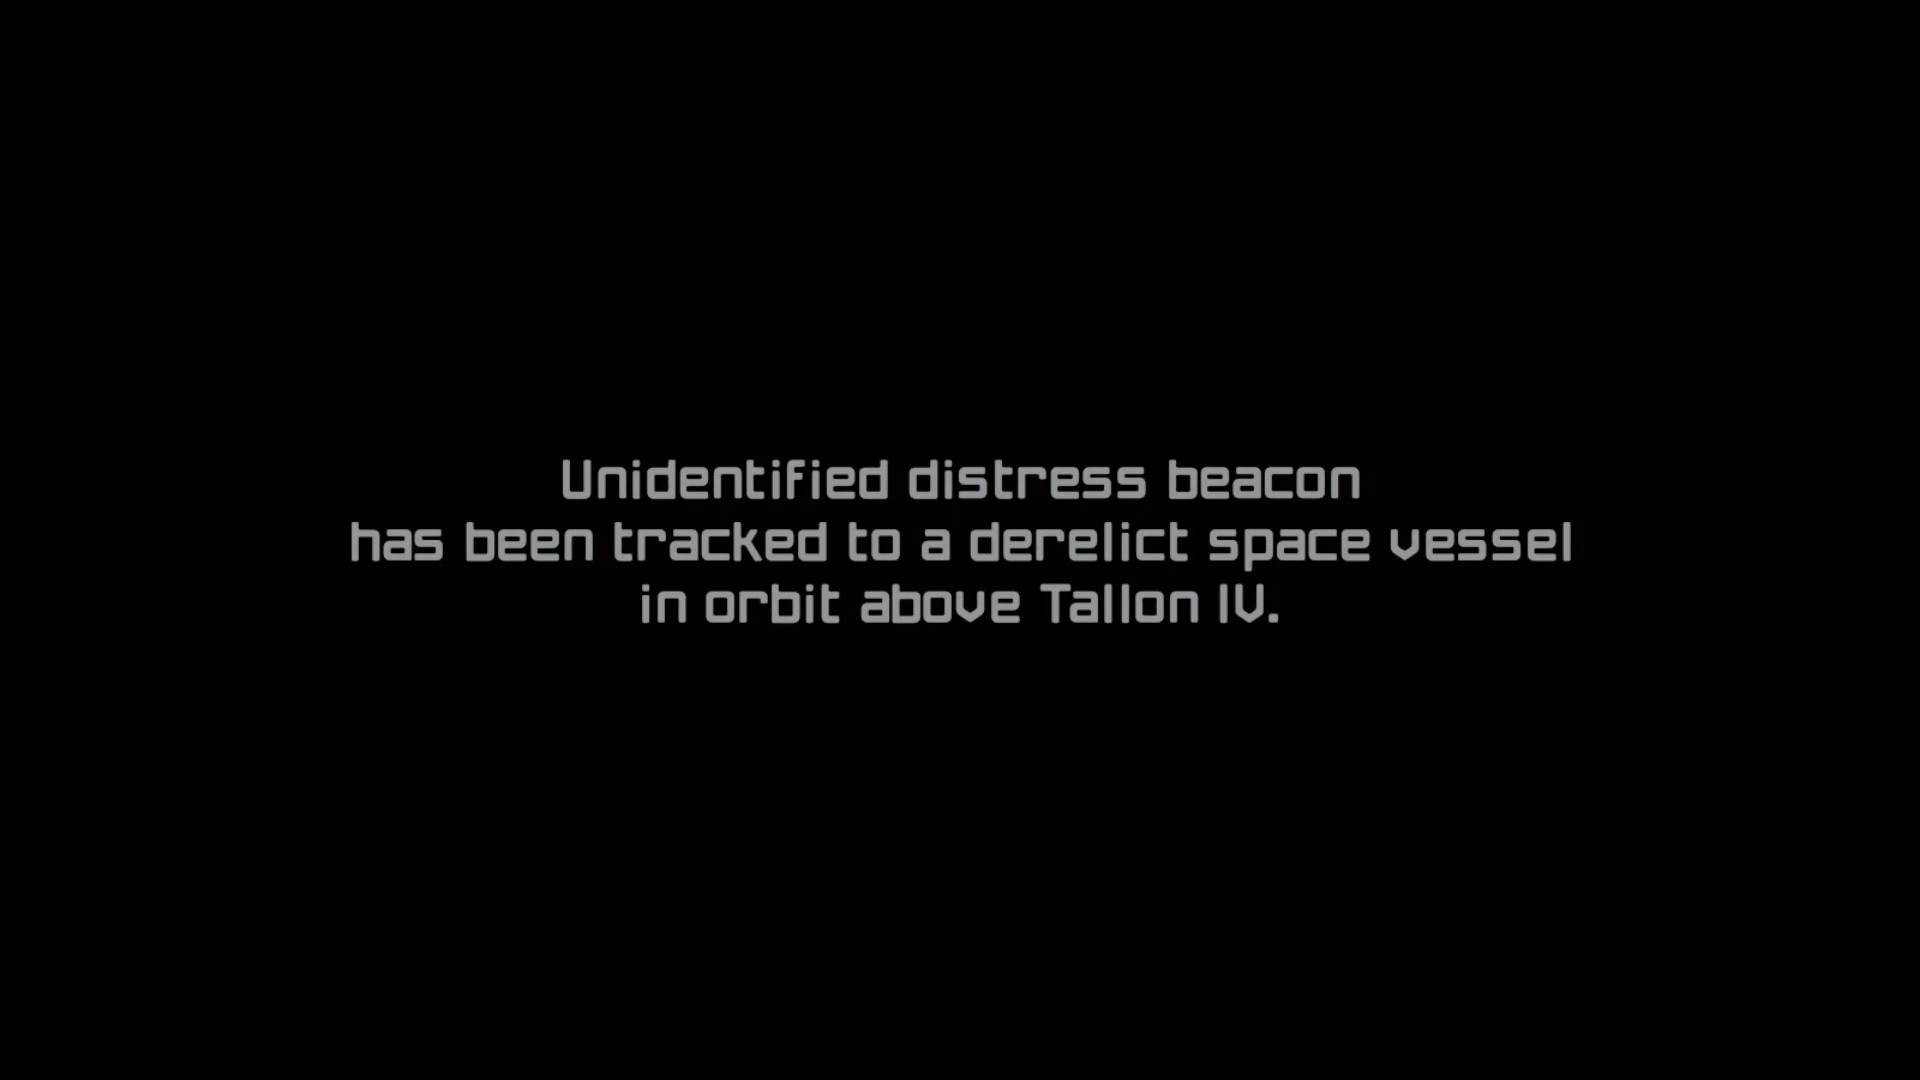 Unidentified distress beacon
has been tracked to a derelict space vessel
in orbit above Tallon IV.